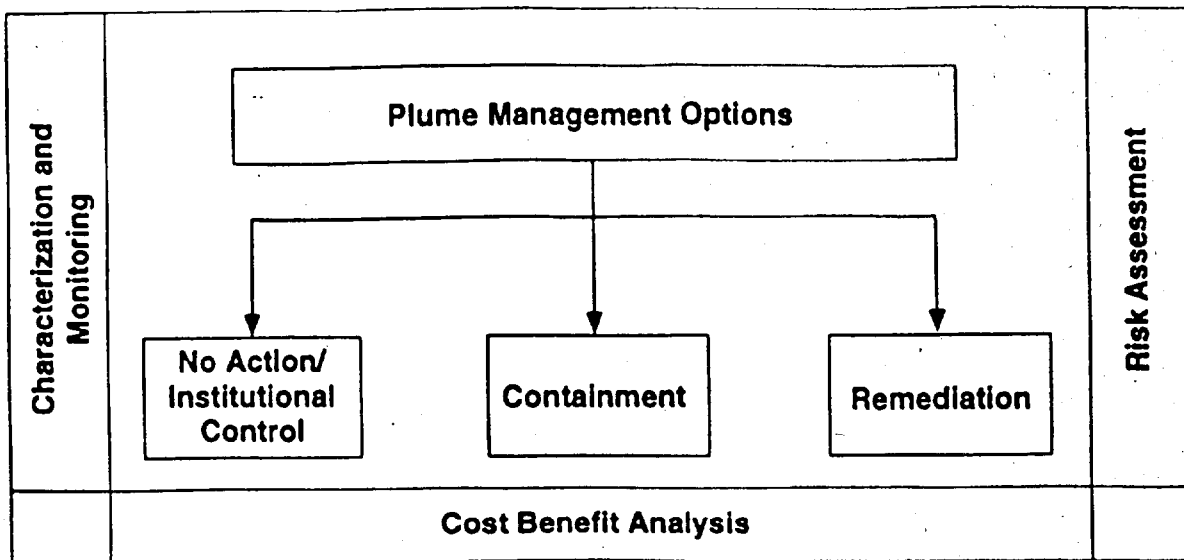 Characterization and
Monitoring
Plume Management Options
No Action/
Institutional
Control
Containment
Remediation
Risk Assessment
Cost Benefit Analysis